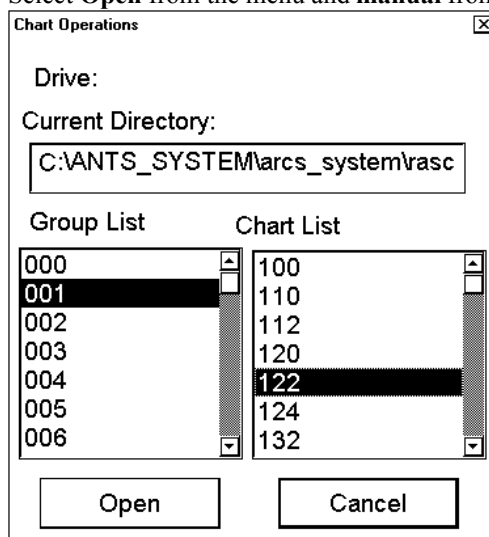 Select Open from the menu and manual from
Chart Operations
Drive:
Current Directory:
C:\ANTS_SYSTEM\arcs_system\rasc
Group List Chart List
000 100
001 110
002 112
003 120
004 122
005 124
006 132
Open Cancel